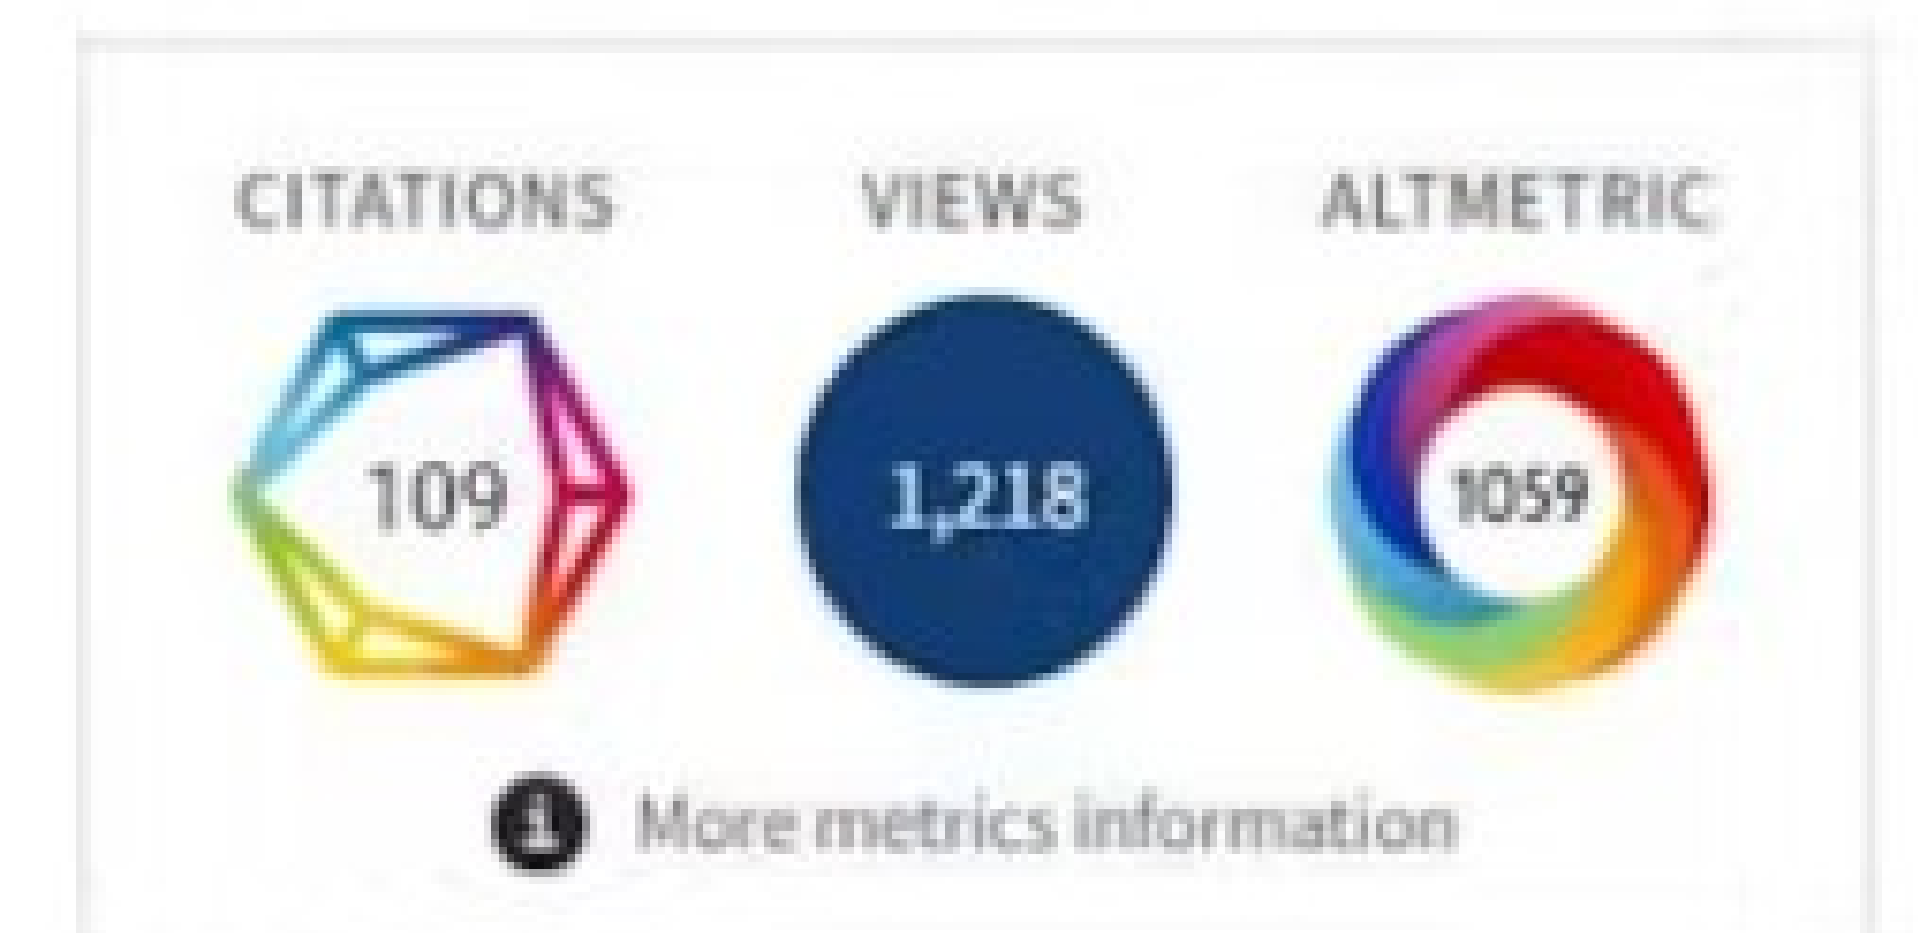 CITATIONS VIEWS ALTMETRIC
109 1,218 1059
i More metrics information